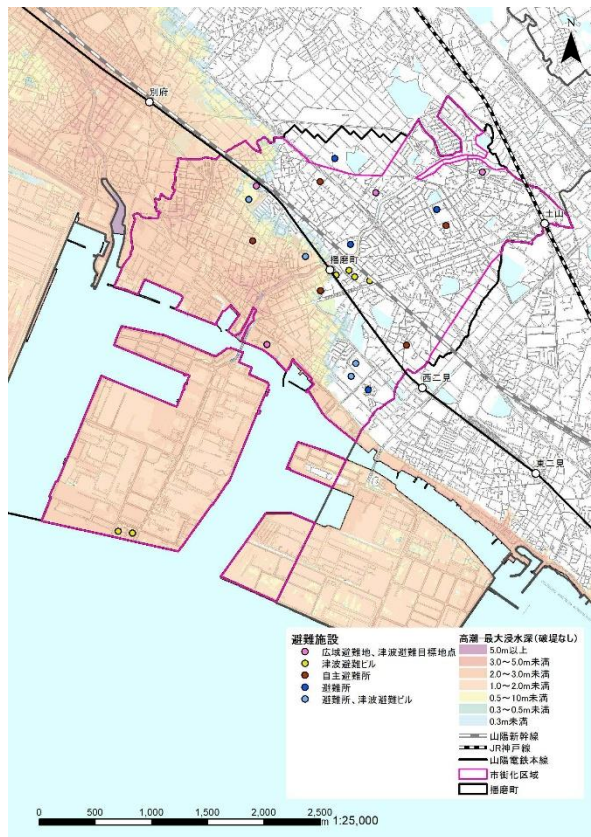 N
別府
土山
播磨町
西二見
東二見
避難施設
広域避難地、津波避難目標地点
津波避難ビル
自主避難所
避難所
避難所、津波避難ビル
高潮-最大浸水深(破堤なし)
5.0m以上
3.0~5.0m未満
2.0~3.0m未満
1.0~2.0m未満
0.5~10m未満
0.3~0.5m未満
0.3m未満
山陽新幹線
JR神戸線
山陽電鉄本線
市街化区域
播磨町
0 500 1,000 1,500 2,000 2,500
m 1:25,000